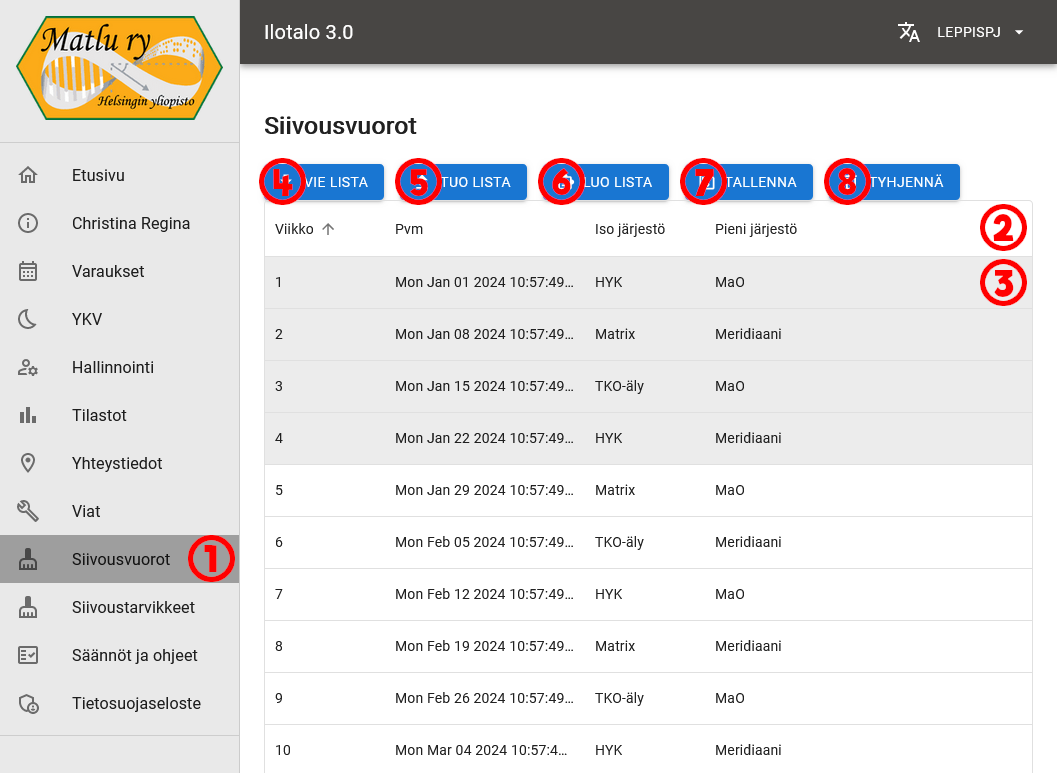 Matlu ry
Helsingin yliopisto
Ilotalo 3.0
LEPPISPJ
Etusivu
Christina Regina
Varaukset
YKV
Hallinnointi
Tilastot
Yhteystiedot
Viat
Siivousvuorot 1
Siivoustarvikkeet
Säännöt ja ohjeet
Tietosuojaseloste
Siivousvuorot
4 VIE LISTA 5 TUO LISTA 6 LUO LISTA 7 TALLENNA 8 TYHJENNÄ
Viikko Pvm Iso järjestö Pieni järjestö 2
1 Mon Jan 01 2024 10:57:49… HYK MaO 3
2 Mon Jan 08 2024 10:57:49… Matrix Meridiaani
3 Mon Jan 15 2024 10:57:49… TKO-äly MaO
4 Mon Jan 22 2024 10:57:49… HYK Meridiaani
5 Mon Jan 29 2024 10:57:49… Matrix MaO
6 Mon Feb 05 2024 10:57:49… TKO-äly Meridiaani
7 Mon Feb 12 2024 10:57:49… HYK MaO
8 Mon Feb 19 2024 10:57:49… Matrix Meridiaani
9 Mon Feb 26 2024 10:57:49… TKO-äly MaO
10 Mon Mar 04 2024 10:57:4… HYK Meridiaani